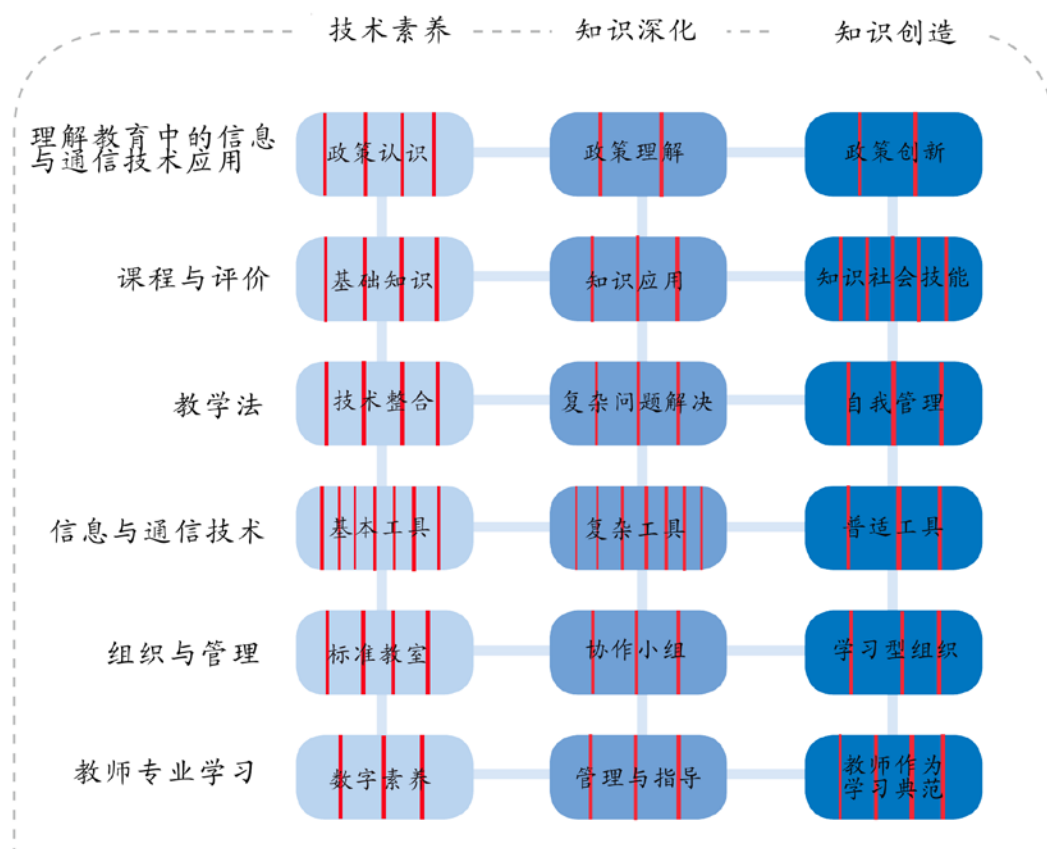 技术素养
知识深化
知识创造
理解教育中的信息
与通信技术应用
政策认识
政策理解
政策创新
课程与评价
基础知识
知识应用
知识社会技能
教学法
技术整合
复杂问题解决
自我管理
信息与通信技术
基本工具
复杂工具
普适工具
组织与管理
标准教室
协作小组
学习型组织
教师专业学习
数字素养
管理与指导
教师作为
学习典范